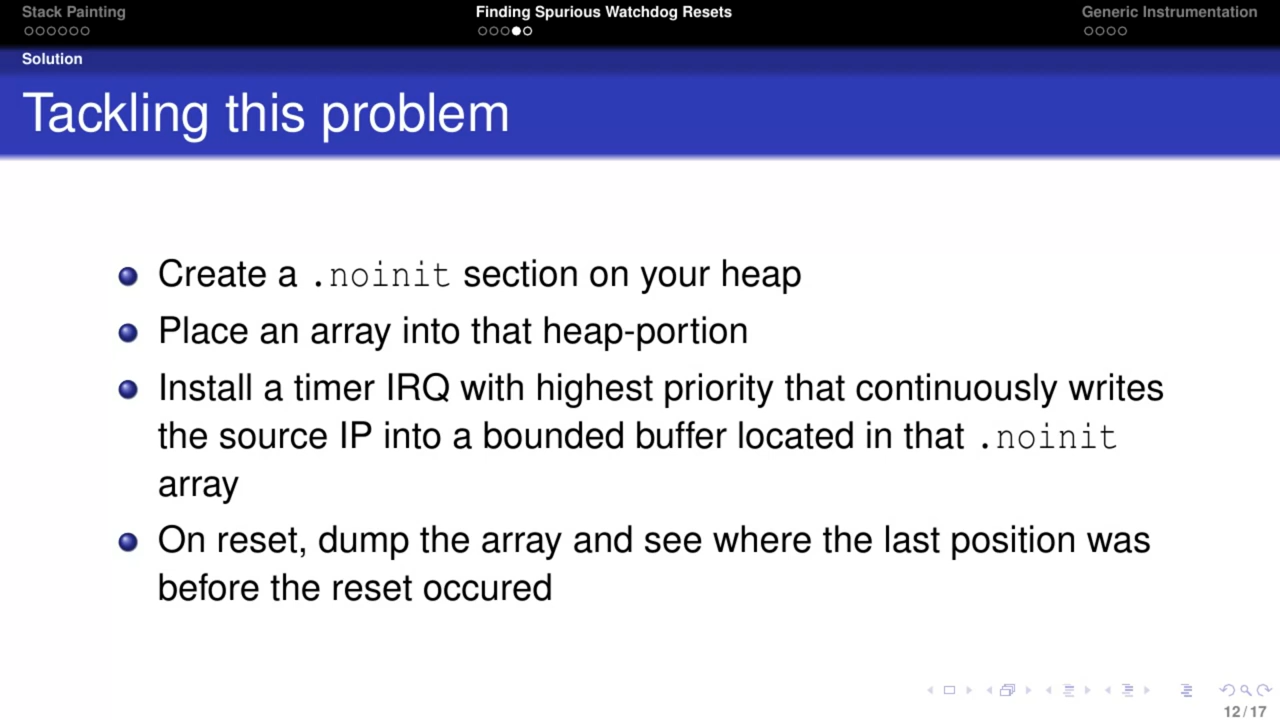 Stack Painting
Finding Spurious Watchdog Resets
Generic Instrumentation
Solution
Tackling this problem
Create a .noinit section on your heap
Place an array into that heap-portion
Install a timer IRQ with highest priority that continuously writes
the source IP into a bounded buffer located in that .noinit
array
On reset, dump the array and see where the last position was
before the reset occured
12/17